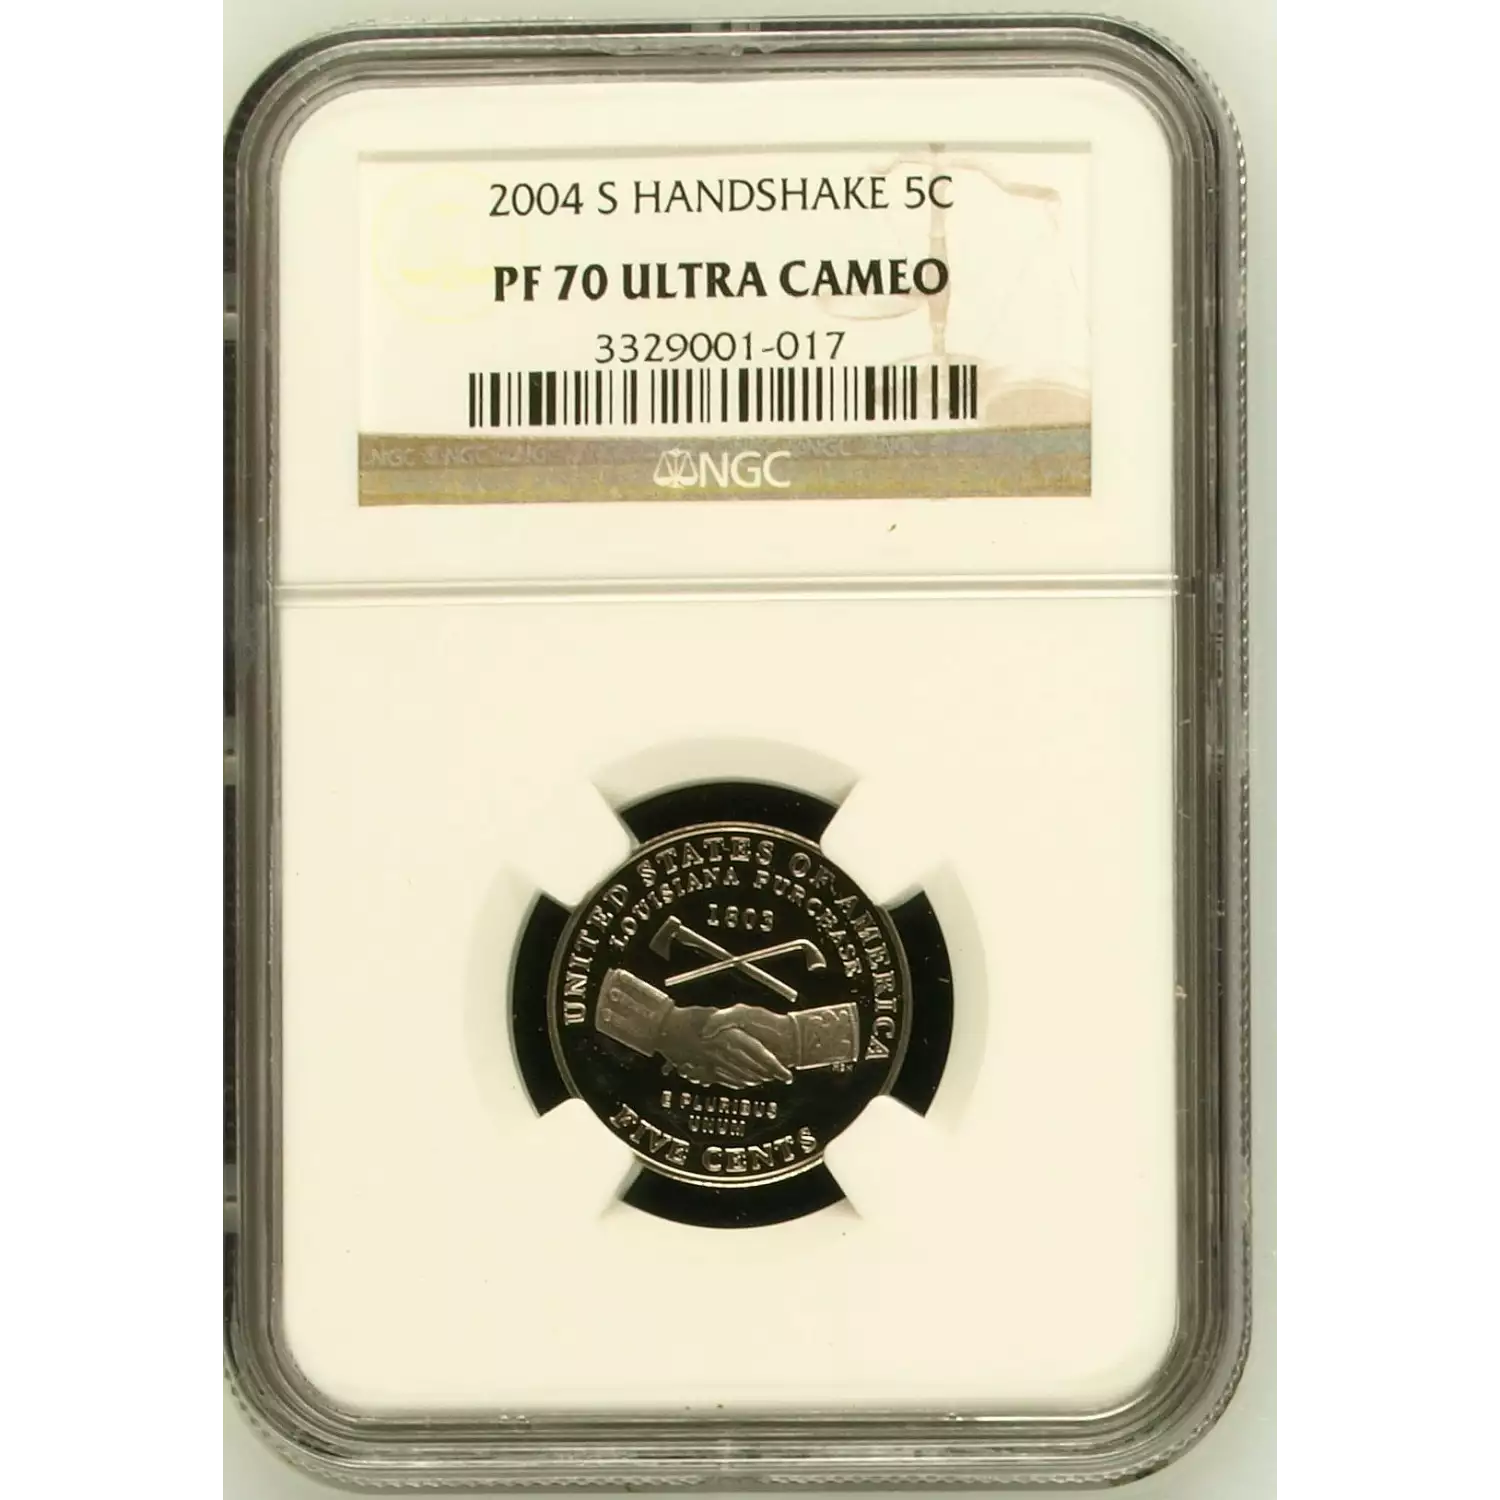 2004 S HANDSHAKE 5C
PF 70 ULTRA CAMEO
3329001-017
NGC
UNITED STATES OF AMERICA
LOUISIANA PURCHASE
1803
E PLURIBUS
UNUM
FIVE CENTS